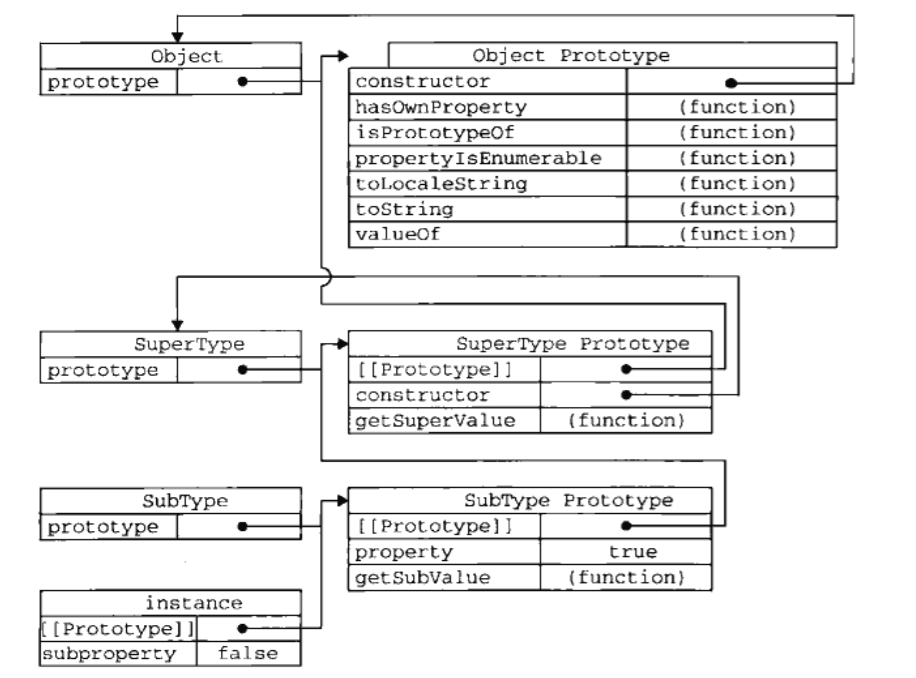 Object
prototype
Object Prototype
constructor
hasOwnProperty (function)
isPrototypeOf (function)
propertyIsEnumerable (function)
toLocaleString (function)
toString (function)
valueOf (function)
SuperType
prototype
SuperType Prototype
[[Prototype]]
constructor
getSuperValue (function)
SubType
prototype
SubType Prototype
[[Prototype]]
property true
getSubValue (function)
instance
[[Prototype]]
subproperty false